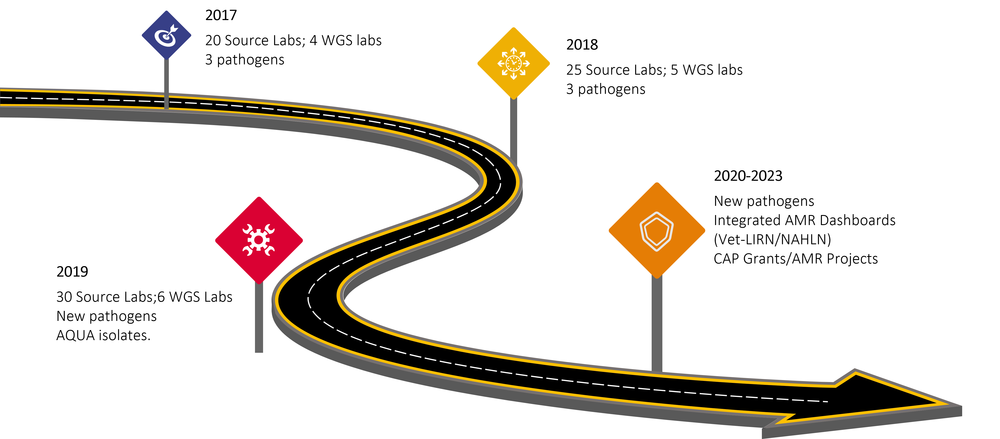 2017
20 Source Labs; 4 WGS labs
3 pathogens
2018
25 Source Labs; 5 WGS labs
3 pathogens
2019
30 Source Labs;6 WGS Labs
New pathogens
AQUA isolates.
2020-2023
New pathogens
Integrated AMR Dashboards
(Vet-LIRN/NAHLN)
CAP Grants/AMR Projects